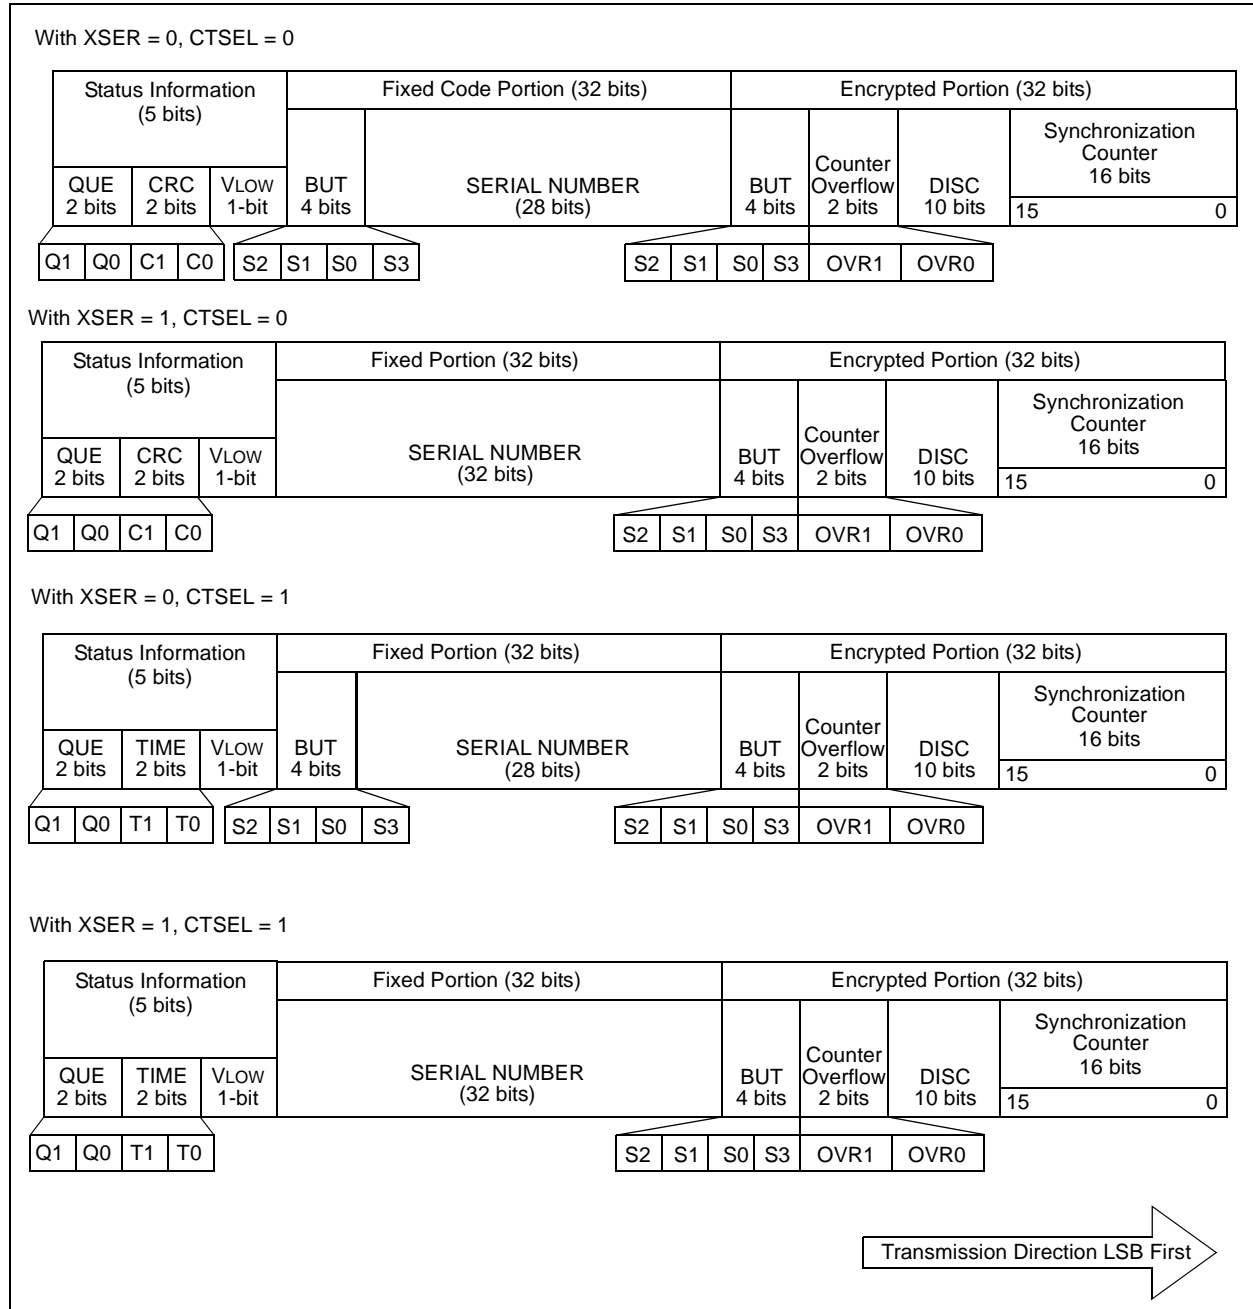 With XSER = 0, CTSEL = 0
Status Information
(5 bits)
Fixed Code Portion (32 bits)
Encrypted Portion (32 bits)
QUE
2 bits
CRC
2 bits
VLOW
1-bit
BUT
4 bits
SERIAL NUMBER
(28 bits)
BUT
4 bits
Counter
Overflow
2 bits
DISC
10 bits
Synchronization
Counter
16 bits
15 0
Q1 Q0 C1 C0
S2 S1 S0 S3
S2 S1 S0 S3 OVR1 OVR0
With XSER = 1, CTSEL = 0
Status Information
(5 bits)
Fixed Portion (32 bits)
Encrypted Portion (32 bits)
QUE
2 bits
CRC
2 bits
VLOW
1-bit
SERIAL NUMBER
(32 bits)
BUT
4 bits
Counter
Overflow
2 bits
DISC
10 bits
Synchronization
Counter
16 bits
15 0
Q1 Q0 C1 C0
S2 S1 S0 S3 OVR1 OVR0
With XSER = 0, CTSEL = 1
Status Information
(5 bits)
Fixed Portion (32 bits)
Encrypted Portion (32 bits)
QUE
2 bits
TIME
2 bits
VLOW
1-bit
BUT
4 bits
SERIAL NUMBER
(28 bits)
BUT
4 bits
Counter
Overflow
2 bits
DISC
10 bits
Synchronization
Counter
16 bits
15 0
Q1 Q0 T1 T0
S2 S1 S0 S3
S2 S1 S0 S3 OVR1 OVR0
With XSER = 1, CTSEL = 1
Status Information
(5 bits)
Fixed Portion (32 bits)
Encrypted Portion (32 bits)
QUE
2 bits
TIME
2 bits
VLOW
1-bit
SERIAL NUMBER
(32 bits)
BUT
4 bits
Counter
Overflow
2 bits
DISC
10 bits
Synchronization
Counter
16 bits
15 0
Q1 Q0 T1 T0
S2 S1 S0 S3 OVR1 OVR0
Transmission Direction LSB First